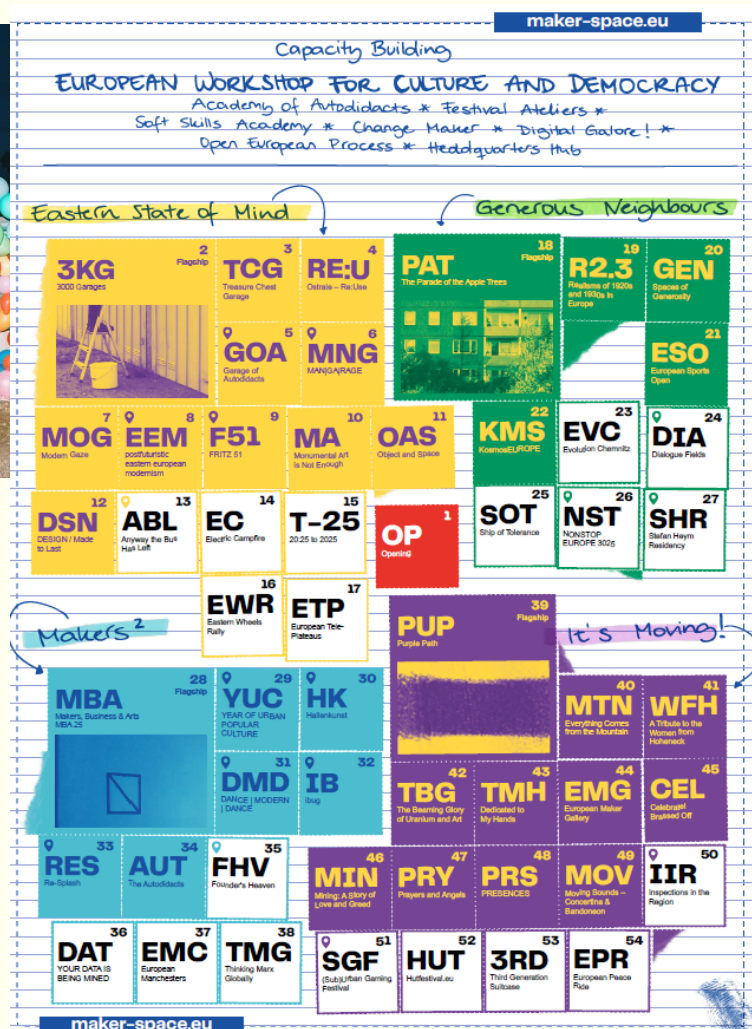 maker-space.eu
Capacity Building
EUROPEAN WORKSHOP FOR CULTURE AND DEMOCRACY
Academy of Autodidacts * Festival Ateliers *
Soft Skills Academy * Change Maker * Digital Galore! *
Open European Process * Headquarters Hub
Eastern State of Mind
2
Flagship
3KG
3000 Garages
3
TCG
Treasure Chest
Garage
4
RE:U
Ostrale – Re:Use
5
GOA
Garage of
Autodidacts
6
MNG
MAN|GA|RAGE
7
MOG
Modern Gaze
8
EEM
postfuturistic
eastern european
modernism
9
F51
FRITZ 51
10
MA
Monumental Art
Is Not Enough
11
OAS
Object and Space
12
DSN
DESIGN / Made
to Last
13
ABL
Anyway the Bus
Has Left
14
EC
Electric Campfire
15
T-25
20:25 to 2025
16
EWR
Eastern Wheels
Rally
17
ETP
European Tele-
Plateaus
1
OP
Opening
Generous Neighbours
18
Flagship
PAT
The Parade of the Apple Trees
19
R2.3
Realisms of 1920s
and 1930s in
Europe
20
GEN
Spaces of
Generosity
21
ESO
European Sports
Open
22
KMS
KosmosEUROPE
23
EVC
Evolution Chemnitz
24
DIA
Dialogue Fields
25
SOT
Ship of Tolerance
26
NST
NONSTOP
EUROPE 3025
27
SHR
Stefan Heym
Residency
Makers²
28
Flagship
MBA
Makers, Business & Arts
MBA 25
29
YUC
YEAR OF URBAN
POPULAR
CULTURE
30
HK
Hallenkunst
31
DMD
DANCE | MODERN
| DANCE
32
IB
Ibug
33
RES
Re-Splash
34
AUT
The Autodidacts
35
FHV
Founder's Heaven
36
DAT
YOUR DATA IS
BEING MINED
37
EMC
European
Manchesters
38
TMG
Thinking Marx
Globally
It's Moving!
39
Flagship
PUP
Purple Path
40
MTN
Everything Comes
from the Mountain
41
WFH
A Tribute to the
Women from
Hoheneck
42
TBG
The Beaming Glory
of Uranium and Art
43
TMH
Dedicated to
My Hands
44
EMG
European Makar
Gallery
45
CEL
Celebrate!
Brassed Off
46
MIN
Mining: A Story of
Love and Greed
47
PRY
Prayers and Angels
48
PRS
PRESENCES
49
MOV
Moving Sounds –
Concertina &
Bandoneon
50
IIR
Inspections in the
Region
51
SGF
(Sub)Urban Gaming
Festival
52
HUT
Hutfestival.eu
53
3RD
Third Generation
Suitcase
54
EPR
European Peace
Ride
maker-space.eu